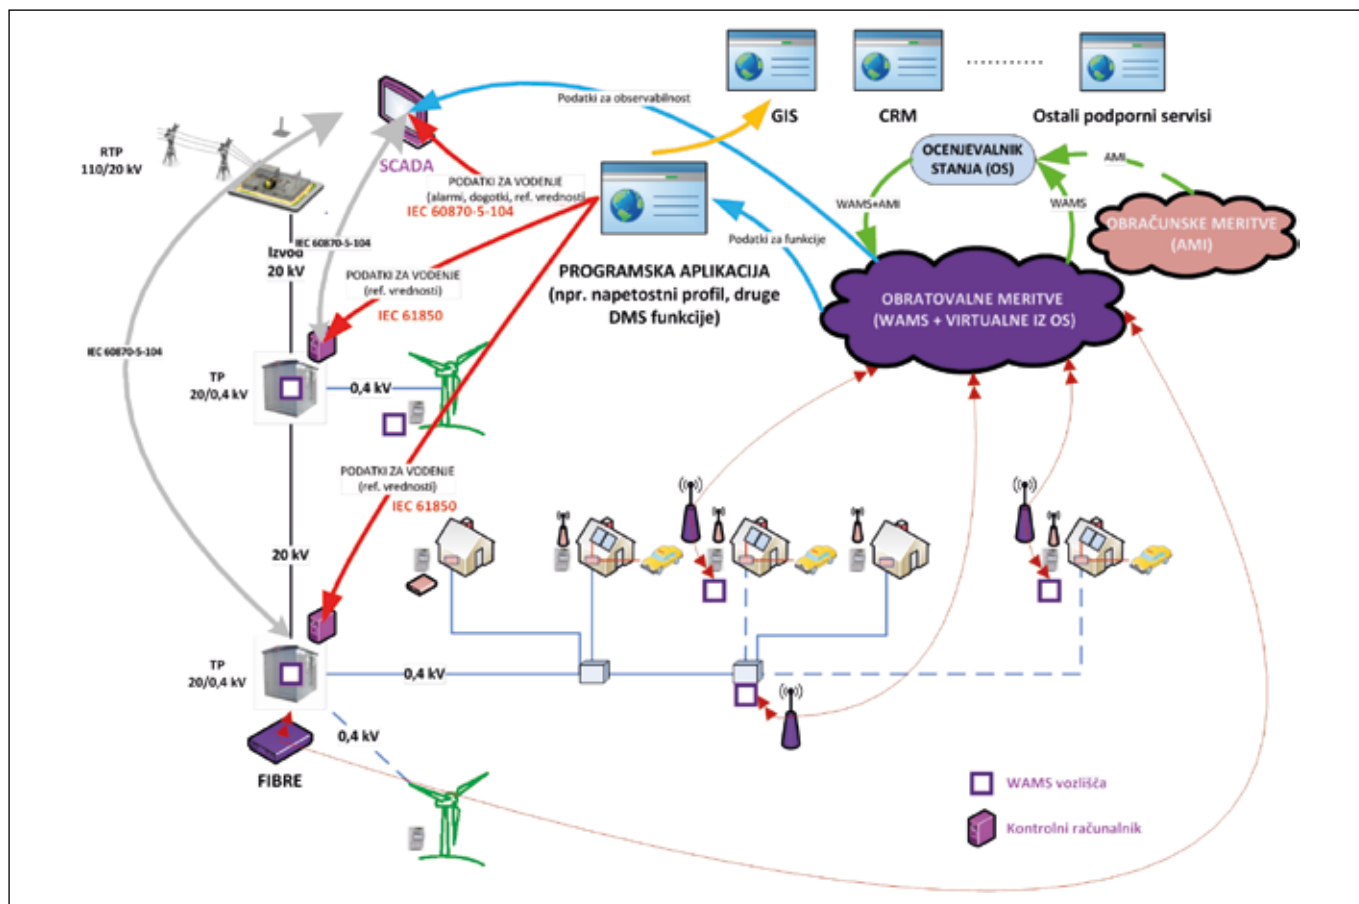 GIS
CRM
Ostali podporni servisi
Podatki za observabilnost
SCADA
RTP
110/20 kV
PODATKI ZA VODENJE
(alarmi, dogotki, ref. vrednosti)
IEC 60870-5-104
OCENJEVALNIK
STANJA (OS)
AMI
WAMS+AMI
WAMS
OBRAČUNSKE MERITVE
(AMI)
IEC 60870-5-104
Izvod
20 kV
Podatki za funkcije
PROGRAMSKA APLIKACIJA
(npr. napetostni profil, druge
DMS funkcije)
PODATKI ZA VODENJE
(ref. vrednosti)
IEC 61850
OBRATOVALNE MERITVE
(WAMS + VIRTUALNE IZ OS)
IEC 60870-5-104
TP
20/0,4 kV
0,4 kV
PODATKI ZA VODENJE
(ref. vrednosti)
IEC 61850
20 kV
TP
20/0,4 kV
0,4 kV
0,4 kV
FIBRE
WAMS vozlišča
Kontrolni računalnik